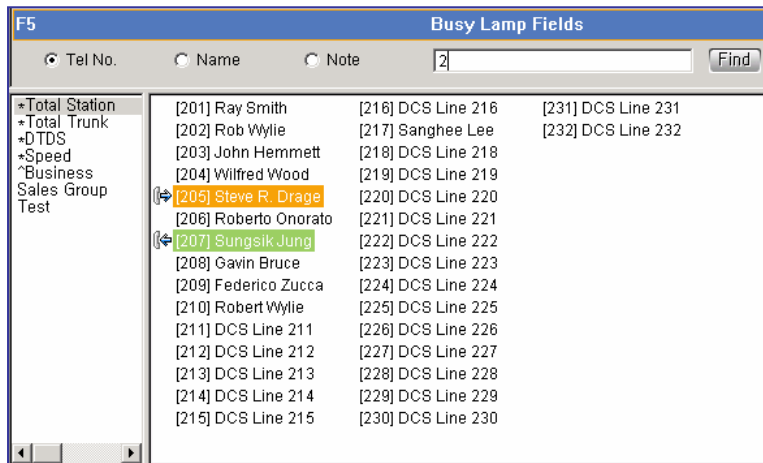 F5 Busy Lamp Fields
Tel No. Name Note 2 Find
*Total Station
*Total Trunk
*DTDS
*Speed
^Business
Sales Group
Test
[201] Ray Smith
[202] Rob Wylie
[203] John Hemmett
[204] Wilfred Wood
[205] Steve R. Drage
[206] Roberto Onorato
[207] Sungsik Jung
[208] Gavin Bruce
[209] Federico Zucca
[210] Robert Wylie
[211] DCS Line 211
[212] DCS Line 212
[213] DCS Line 213
[214] DCS Line 214
[215] DCS Line 215
[216] DCS Line 216
[217] Sanghee Lee
[218] DCS Line 218
[219] DCS Line 219
[220] DCS Line 220
[221] DCS Line 221
[222] DCS Line 222
[223] DCS Line 223
[224] DCS Line 224
[225] DCS Line 225
[226] DCS Line 226
[227] DCS Line 227
[228] DCS Line 228
[229] DCS Line 229
[230] DCS Line 230
[231] DCS Line 231
[232] DCS Line 232